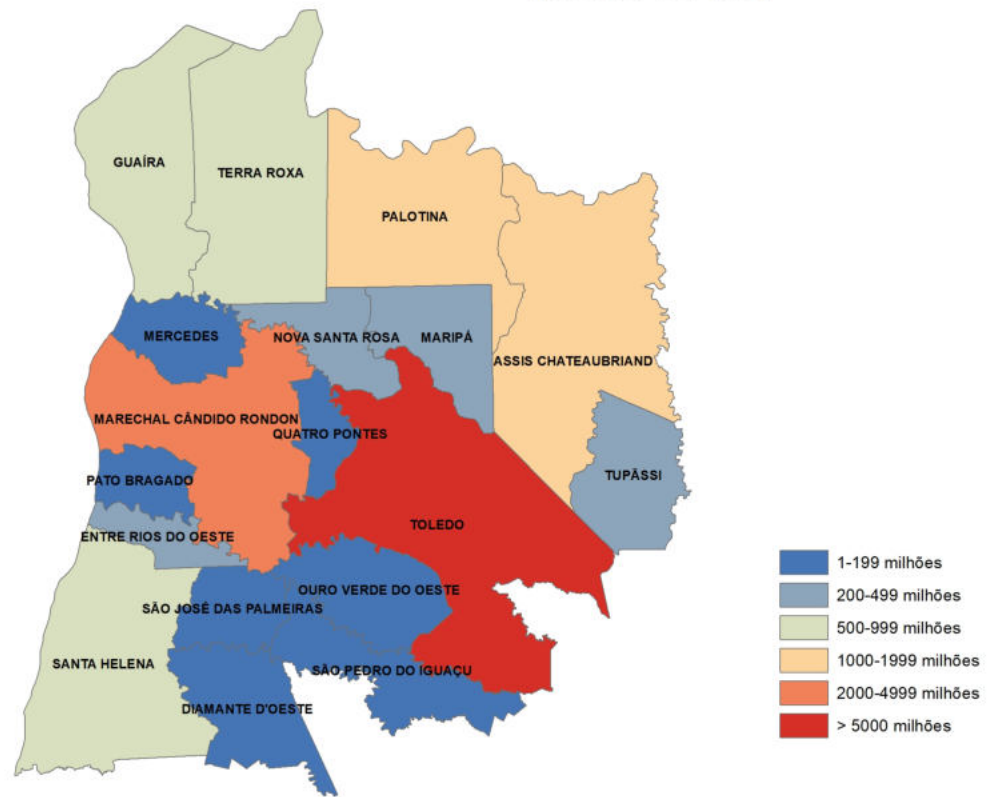 GUAÍRA
TERRA ROXA
PALOTINA
MERCEDES
NOVA SANTA ROSA
MARIPÁ
ASSIS CHATEAUBRIAND
MARECHAL CÂNDIDO RONDON
QUATRO PONTES
PATO BRAGADO
TUPÃSSI
TOLEDO
ENTRE RIOS DO OESTE
OURO VERDE DO OESTE
SÃO JOSÉ DAS PALMEIRAS
SANTA HELENA
SÃO PEDRO DO IGUAÇU
DIAMANTE D'OESTE
1-199 milhões
200-499 milhões
500-999 milhões
1000-1999 milhões
2000-4999 milhões
> 5000 milhões